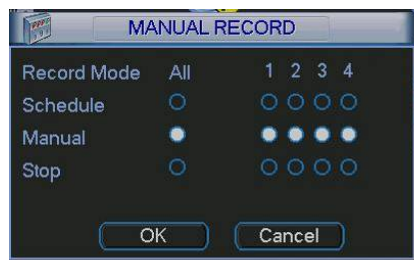 MANUAL RECORD
Record Mode All 1 2 3 4
Schedule
Manual
Stop
OK Cancel